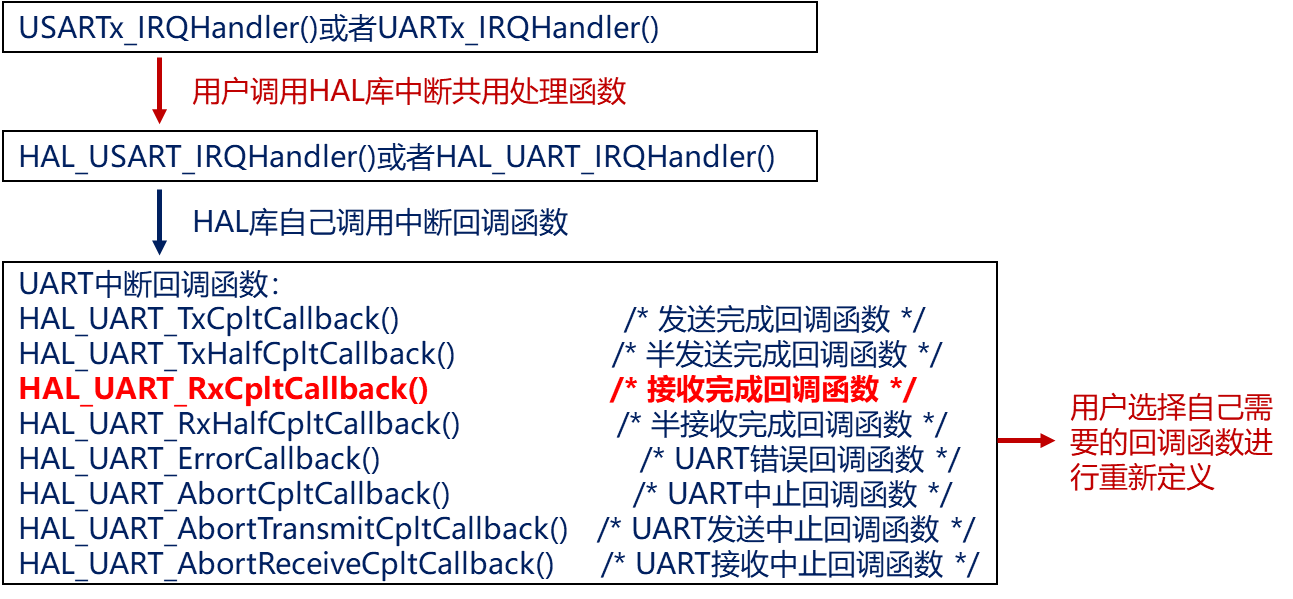 USARTx_IRQHandler()或者UARTx_IRQHandler()
用户调用HAL库中断共用处理函数
HAL_USART_IRQHandler()或者HAL_UART_IRQHandler()
HAL库自己调用中断回调函数
UART中断回调函数：
HAL_UART_TxCpltCallback() /* 发送完成回调函数 */
HAL_UART_TxHalfCpltCallback() /* 半发送完成回调函数 */
HAL_UART_RxCpltCallback() /* 接收完成回调函数 */
HAL_UART_RxHalfCpltCallback() /* 半接收完成回调函数 */
HAL_UART_ErrorCallback() /* UART错误回调函数 */
HAL_UART_AbortCpltCallback() /* UART中止回调函数 */
HAL_UART_AbortTransmitCpltCallback() /* UART发送中止回调函数 */
HAL_UART_AbortReceiveCpltCallback() /* UART接收中止回调函数 */
用户选择自己需
要的回调函数进
行重新定义